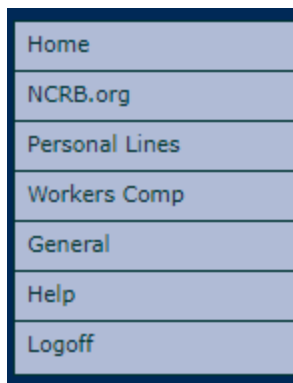 Home
NCRB.org
Personal Lines
Workers Comp
General
Help
Logoff